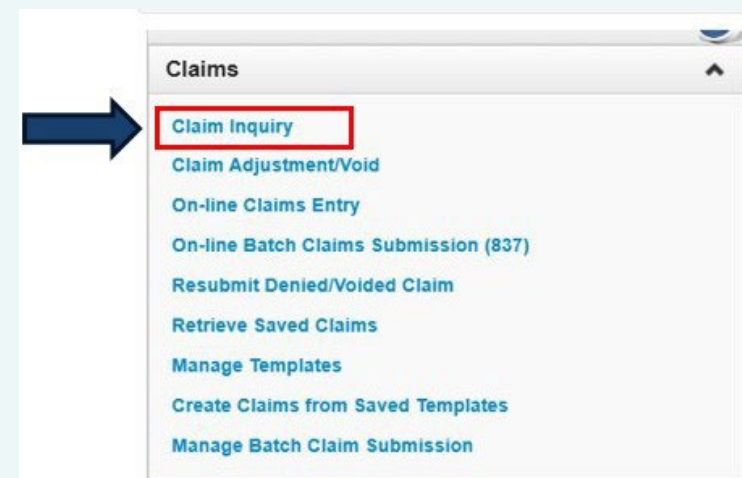 Claims
Claim Inquiry
Claim Adjustment/Void
On-line Claims Entry
On-line Batch Claims Submission (837)
Resubmit Denied/Voided Claim
Retrieve Saved Claims
Manage Templates
Create Claims from Saved Templates
Manage Batch Claim Submission